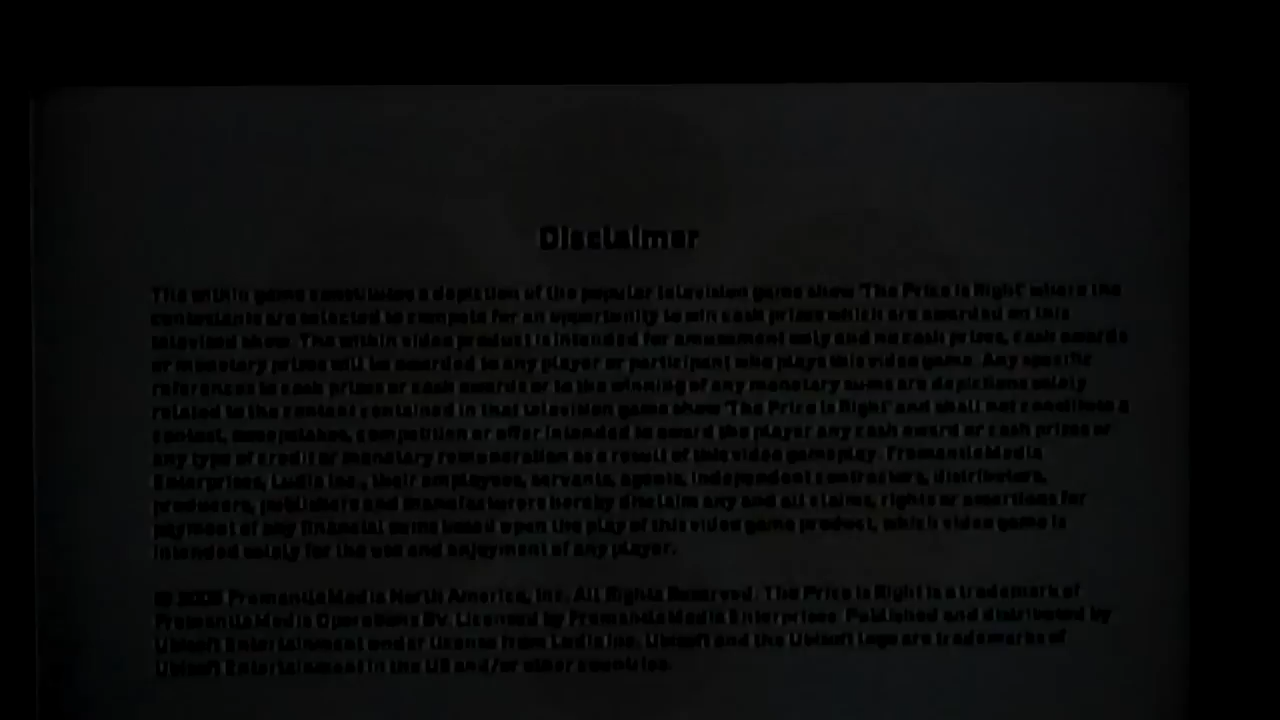 Disclaimer
The within game constitutes a depiction of the popular television game show 'The Price is Right' where the
contestants are selected to compete for an opportunity to win cash prizes which are awarded on this
televised show. The within video product is intended for amusement only and no cash prizes, cash awards
or monetary prizes will be awarded to any player or participant who plays this video game. Any specific
references to cash prizes or cash awards or to the winning of any monetary sums are depictions solely
related to the contest contained in that television game show 'The Price is Right' and shall not constitute a
contest, sweepstakes, competition or offer intended to award the player any cash award or cash prizes or
any type of credit or monetary remuneration as a result of this video gameplay. FremantleMedia
Enterprises, Ludia Inc., their employees, servants, agents, independent contractors, distributors,
producers, publishers and manufacturers hereby disclaim any and all claims, rights or assertions for
payment of any financial sums based upon the play of this video game product, which video game is
intended solely for the use and enjoyment of any player.
© 2008 FremantleMedia North America, Inc. All Rights Reserved. The Price is Right is a trademark of
FremantleMedia Operations BV. Licensed by FremantleMedia Enterprises. Published and distributed by
Ubisoft Entertainment under license from Ludia Inc. Ubisoft and the Ubisoft logo are trademarks of
Ubisoft Entertainment in the US and/or other countries.